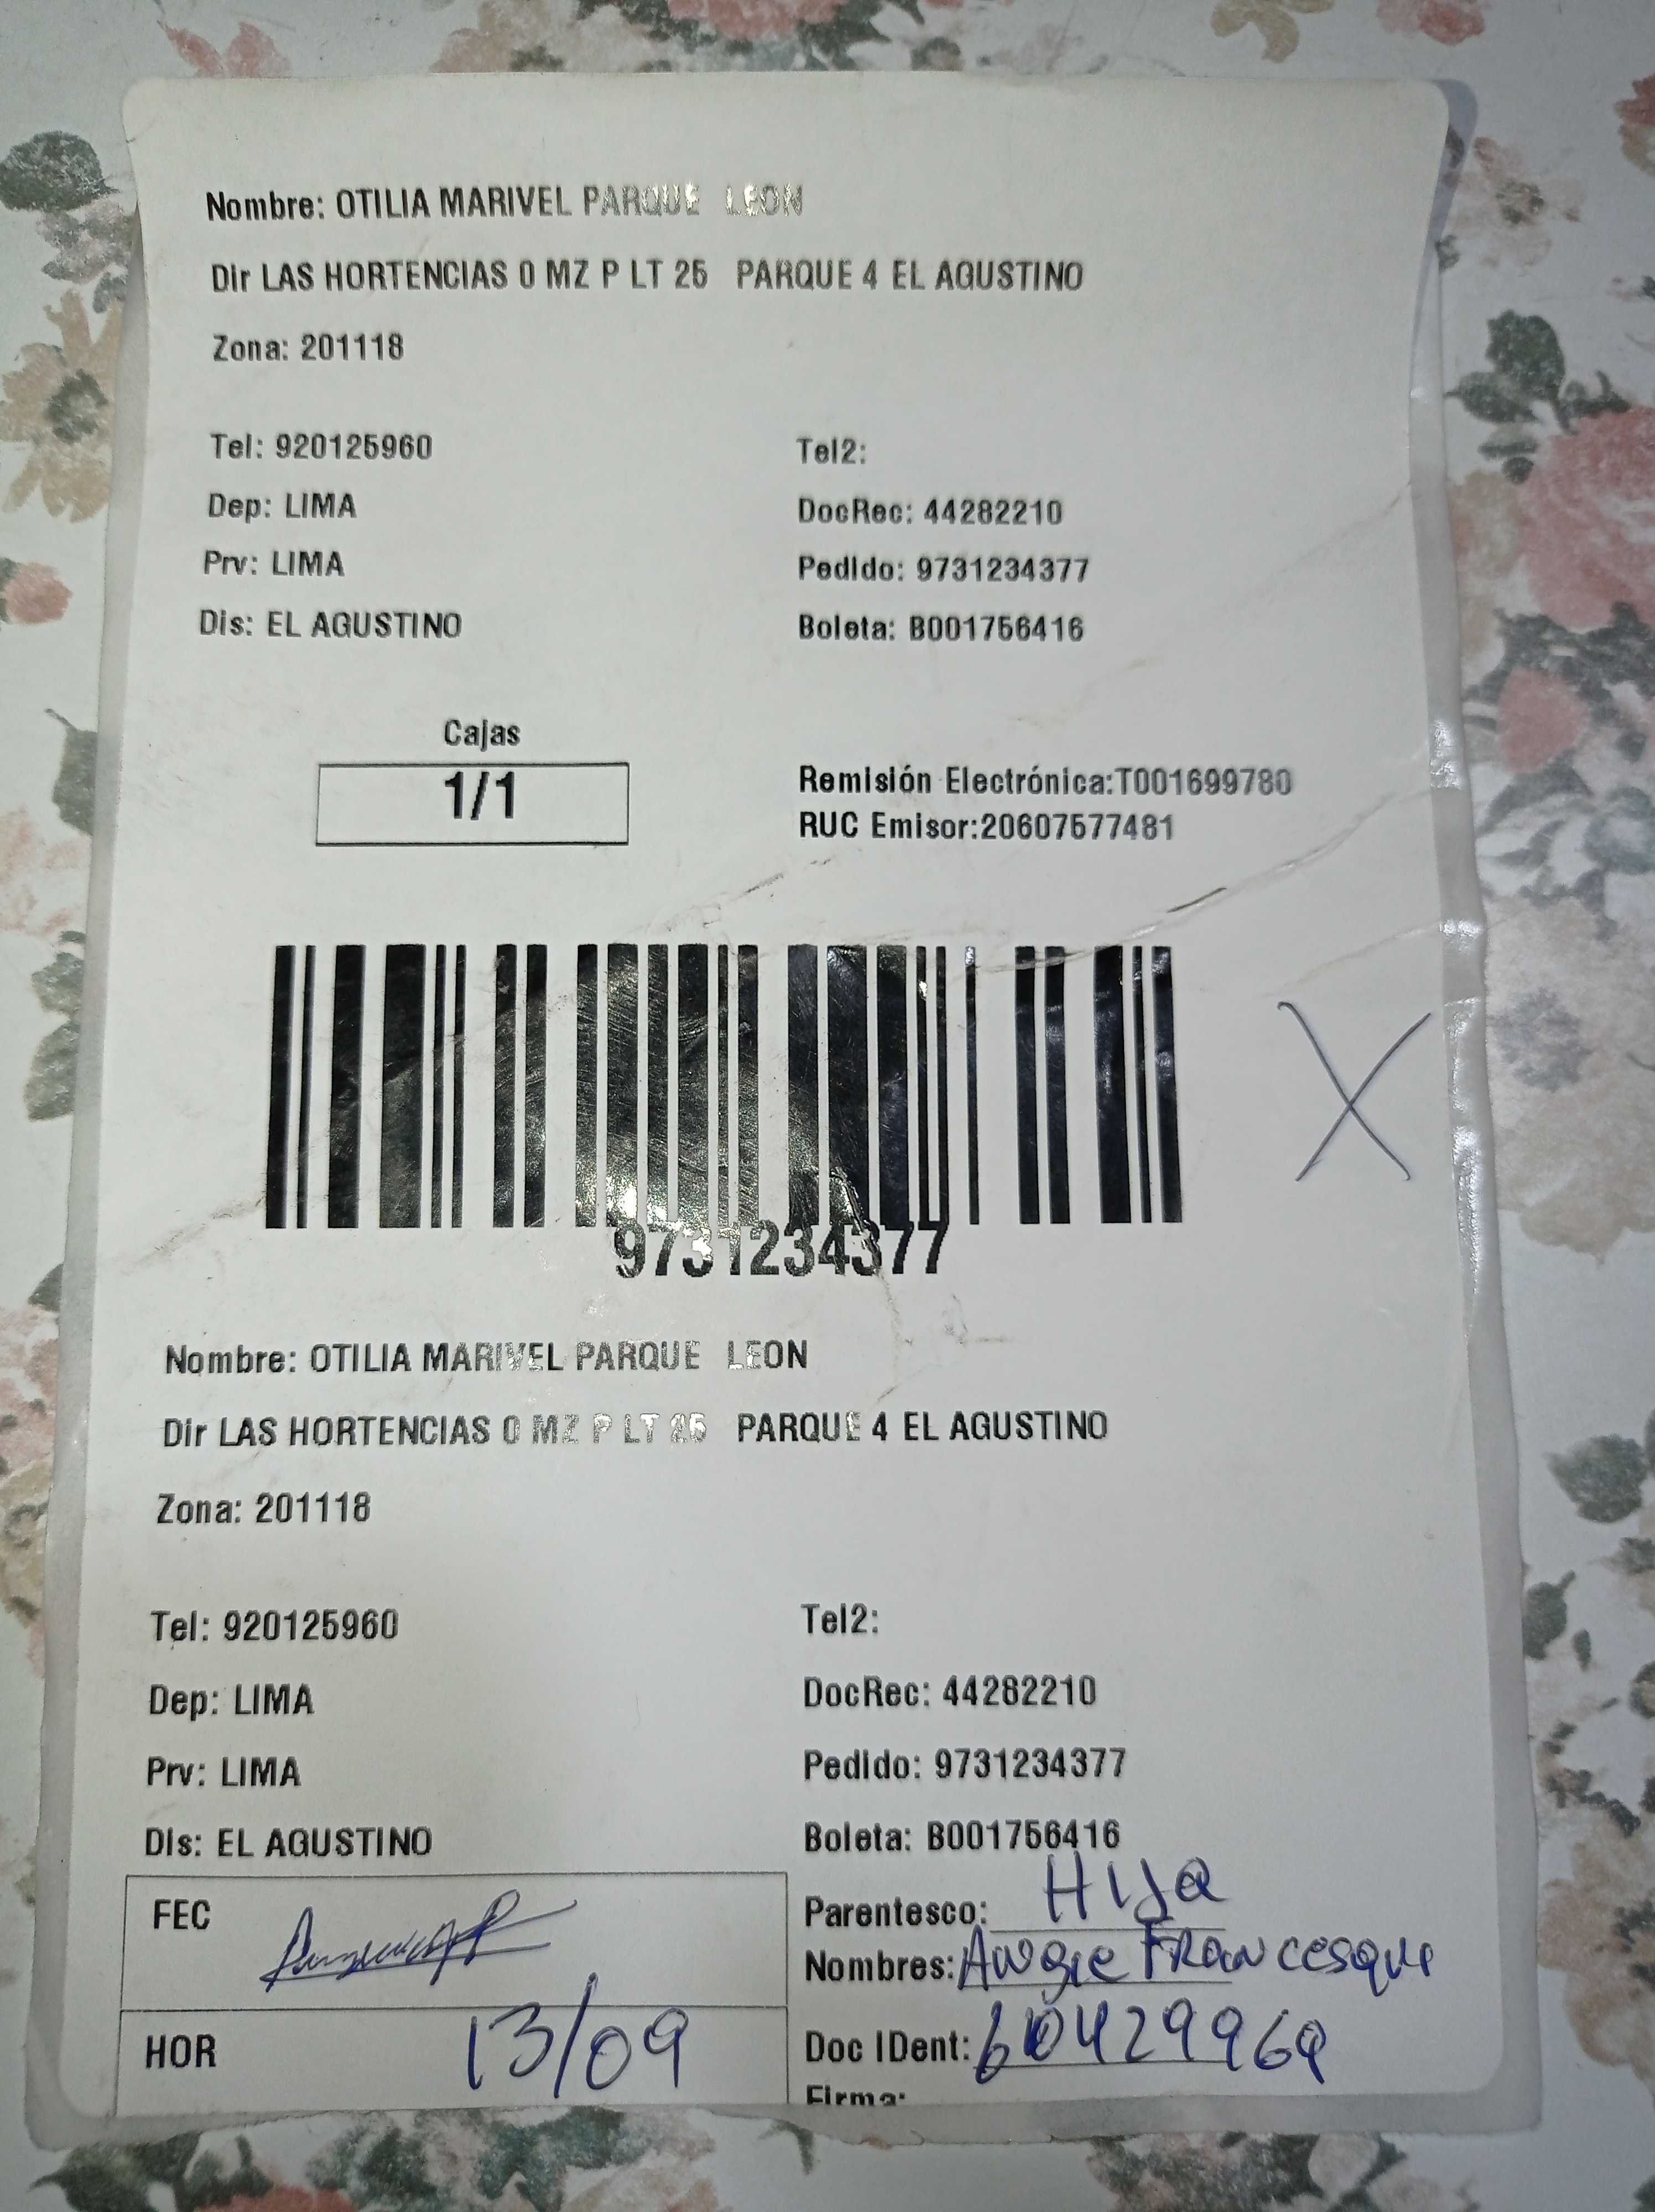 Nombre: OTILIA MARIVEL PARQUE LEON
Dir LAS HORTENCIAS 0 MZ P LT 25 PARQUE 4 EL AGUSTINO
Zona: 201118
Tel: 920125960
Tel2:
Dep: LIMA
DocRec: 44282210
Prv: LIMA
Pedido: 9731234377
Dis: EL AGUSTINO
Boleta: B001756416
Cajas
1/1
Remisión Electrónica:T001699780
RUC Emisor:20607577481
X
9731234377
Nombre: OTILIA MARIVEL PARQUE LEON
Dir LAS HORTENCIAS 0 MZ P LT 25 PARQUE 4 EL AGUSTINO
Zona: 201118
Tel: 920125960
Tel2:
Dep: LIMA
DocRec: 44282210
Prv: LIMA
Pedido: 9731234377
Dis: EL AGUSTINO
Boleta: B001756416
FEC
Parentesco: Hija
Nombres: Angie Francesque
HOR 13/09
Doc IDent:
Firma: